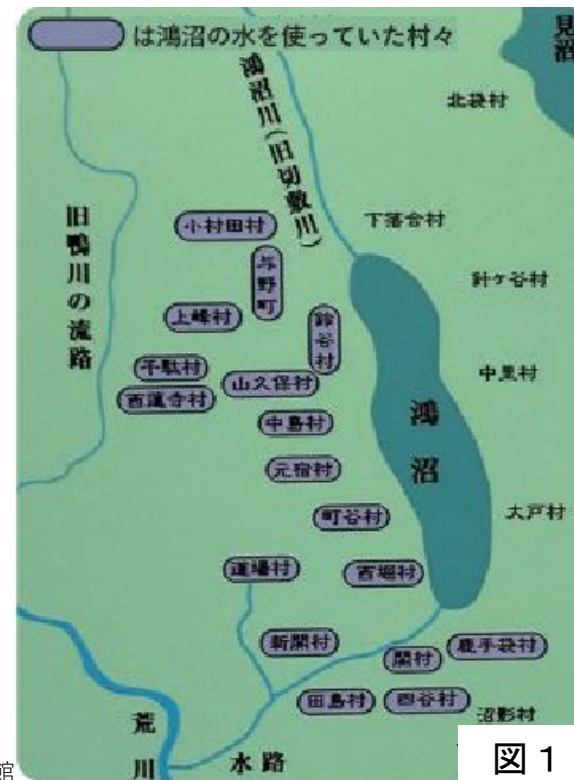 は鴻沼の水を使っていた村々
見沼
鴻沼川(旧切敷川)
北袋村
旧鴨川の流路
小村田村
下落合村
与野町
針ヶ谷村
上峰村
鈴谷村
中里村
山久保村
西蓮寺村
中島村
鴻沼
元宿村
町谷村
大戸村
道場村
西堀村
新開村
関村
鹿手袋村
田島村
四谷村
沼影村
荒川
水路
図1
館